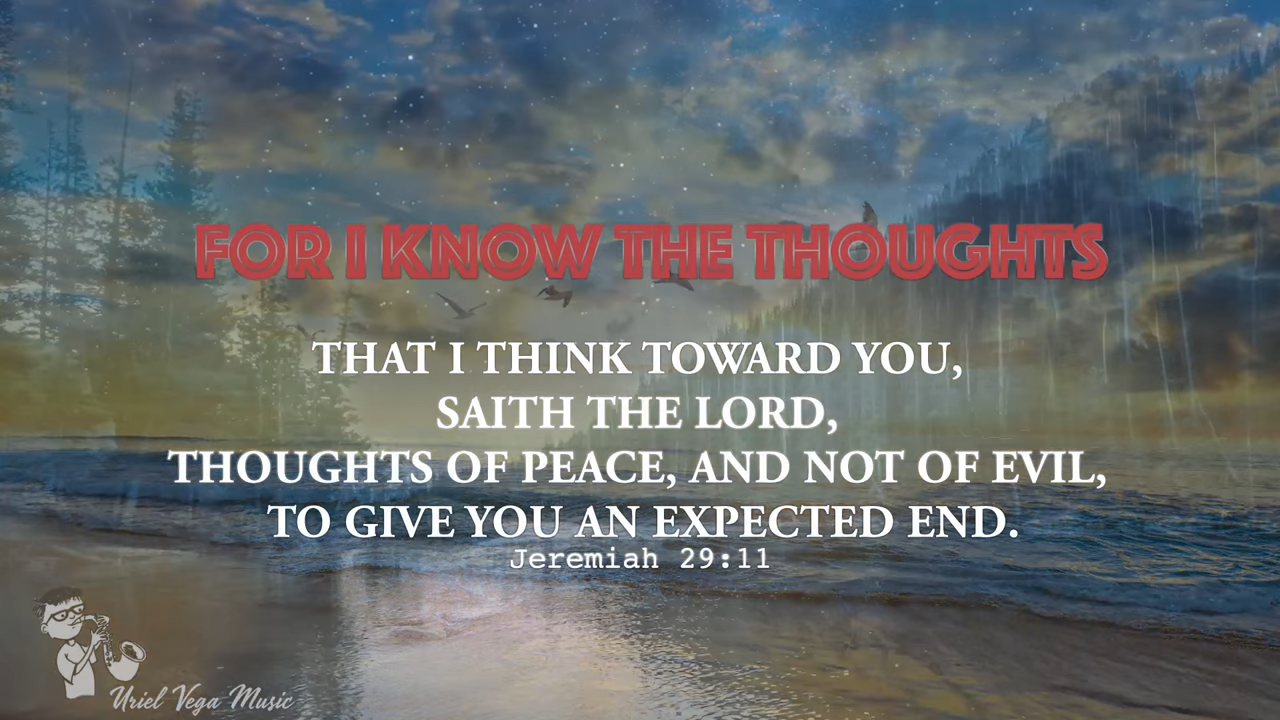 FOR I KNOW THE THOUGHTS
THAT I THINK TOWARD YOU,
SAITH THE LORD,
THOUGHTS OF PEACE, AND NOT OF EVIL,
TO GIVE YOU AN EXPECTED END.
Jeremiah 29:11
Uriel Vega Music